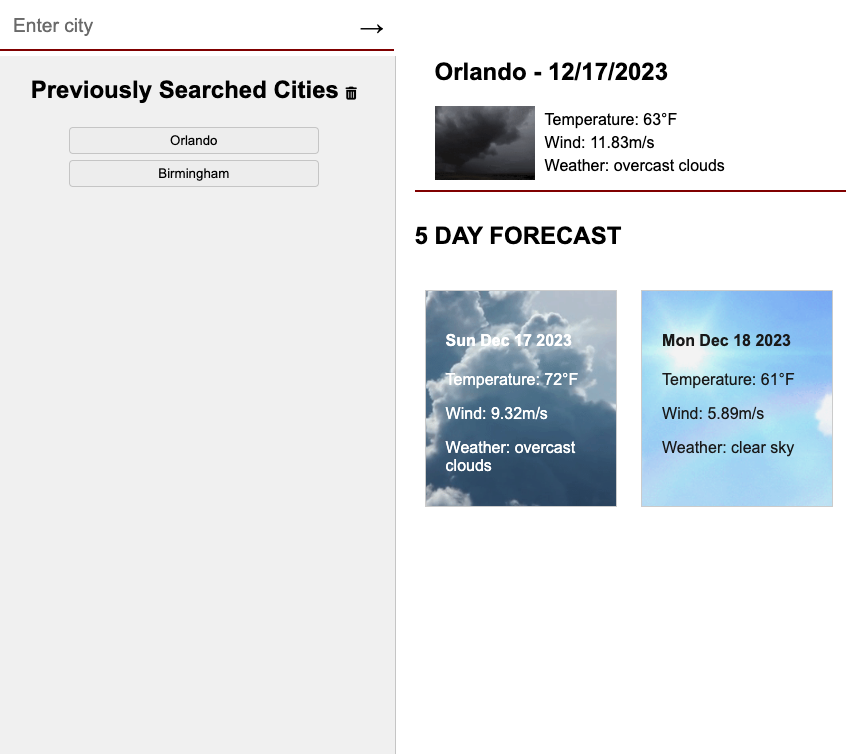 Enter city →
Previously Searched Cities
Orlando
Birmingham
Orlando - 12/17/2023
Temperature: 63°F
Wind: 11.83m/s
Weather: overcast clouds
5 DAY FORECAST
Sun Dec 17 2023
Temperature: 72°F
Wind: 9.32m/s
Weather: overcast
clouds
Mon Dec 18 2023
Temperature: 61°F
Wind: 5.89m/s
Weather: clear sky